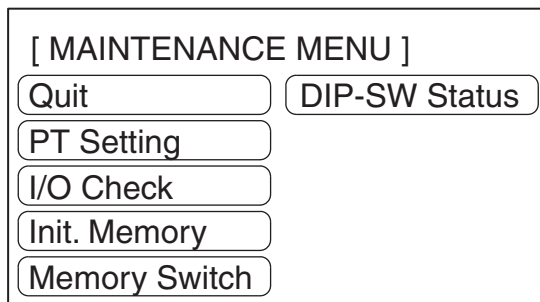 [ MAINTENANCE MENU ]
Quit
DIP-SW Status
PT Setting
I/O Check
Init. Memory
Memory Switch